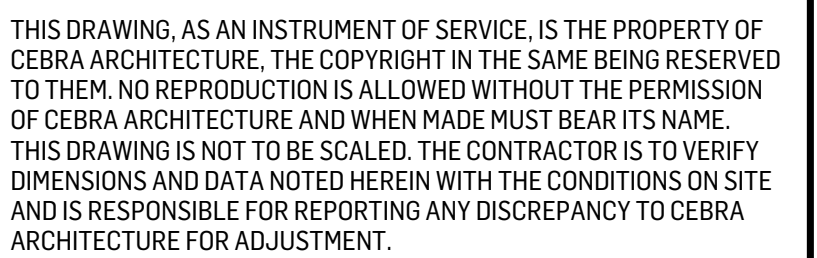 THIS DRAWING, AS AN INSTRUMENT OF SERVICE, IS THE PROPERTY OF
CEBRA ARCHITECTURE, THE COPYRIGHT IN THE SAME BEING RESERVED
TO THEM. NO REPRODUCTION IS ALLOWED WITHOUT THE PERMISSION
OF CEBRA ARCHITECTURE AND WHEN MADE MUST BEAR ITS NAME.
THIS DRAWING IS NOT TO BE SCALED. THE CONTRACTOR IS TO VERIFY
DIMENSIONS AND DATA NOTED HEREIN WITH THE CONDITIONS ON SITE
AND IS RESPONSIBLE FOR REPORTING ANY DISCREPANCY TO CEBRA
ARCHITECTURE FOR ADJUSTMENT.